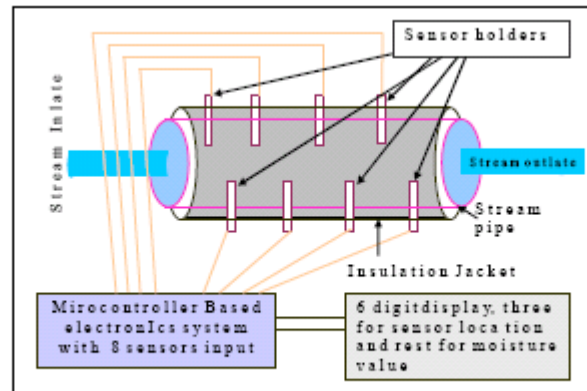 Sensor holders
Stream Inlate
Stream outlate
Stream
pipe
Insulation Jacket
Mirocontroller Based
electronIcs system
with 8 sensors input
6 digitdisplay, three
for sensor location
and rest for moisture
value